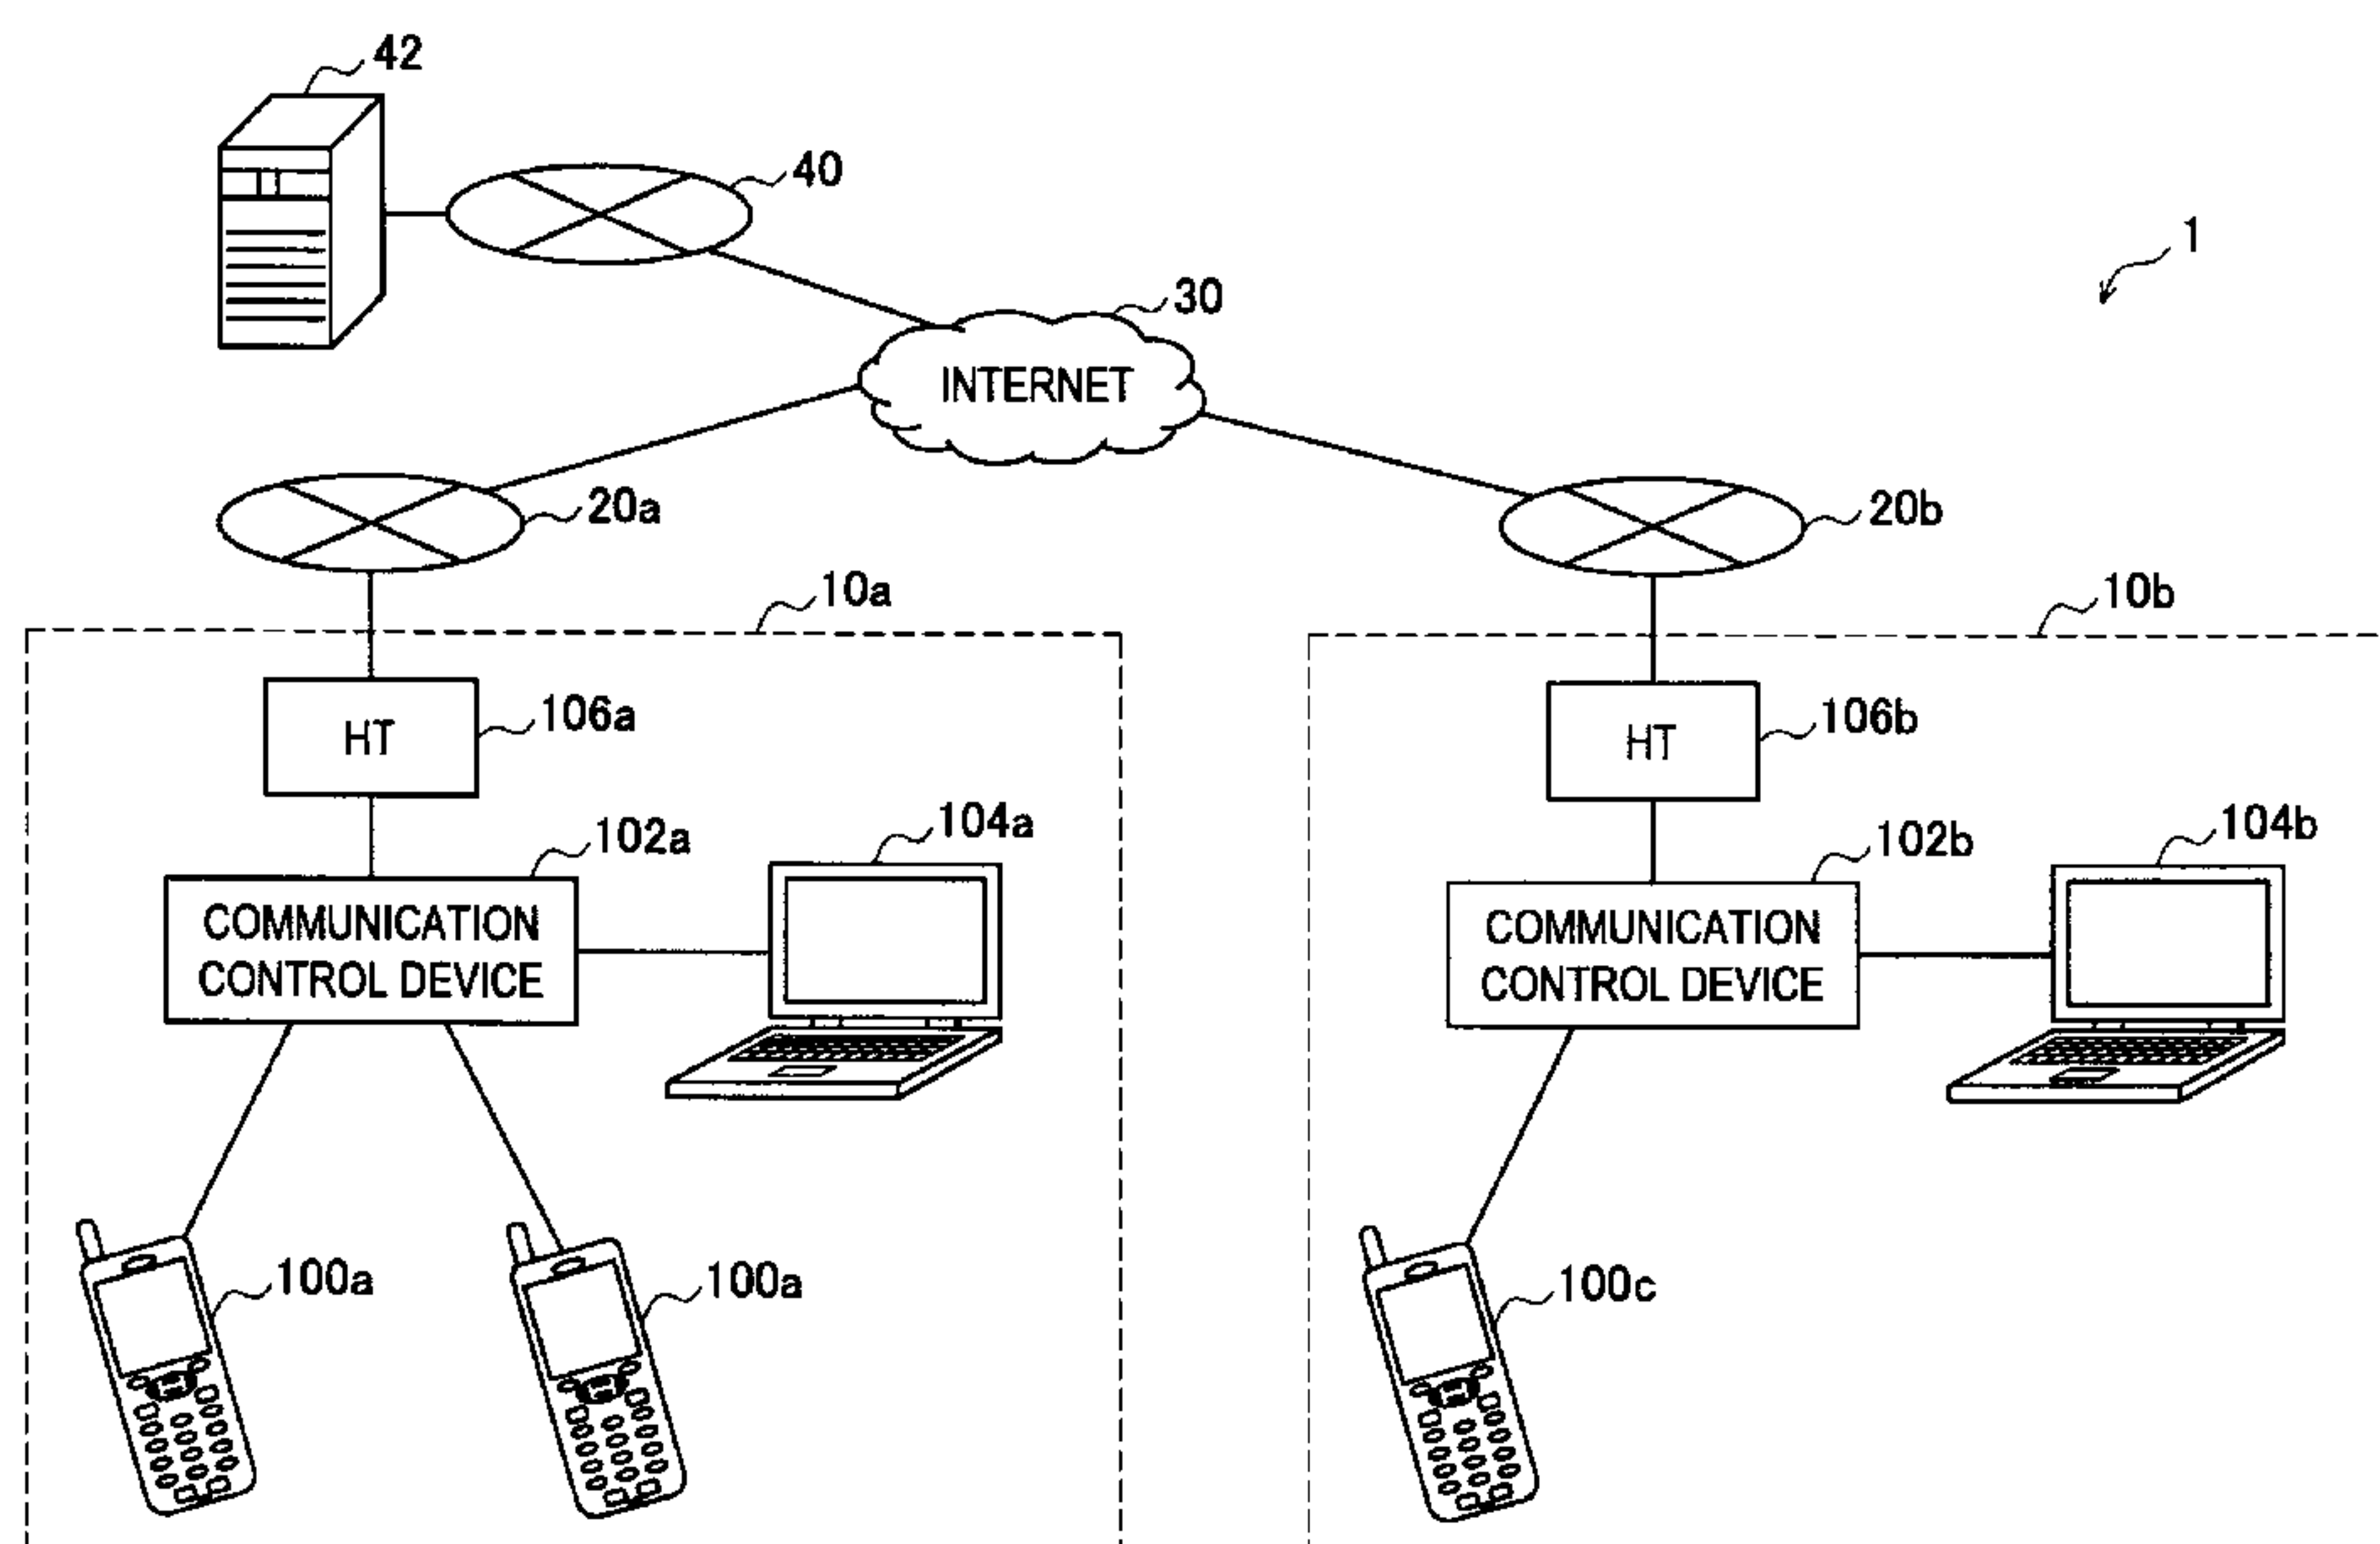 42
40
1
30
INTERNET
20a
20b
10a
10b
HT
106a
HT
106b
102a
104a
102b
104b
COMMUNICATION
CONTROL DEVICE
COMMUNICATION
CONTROL DEVICE
100a
100a
100c